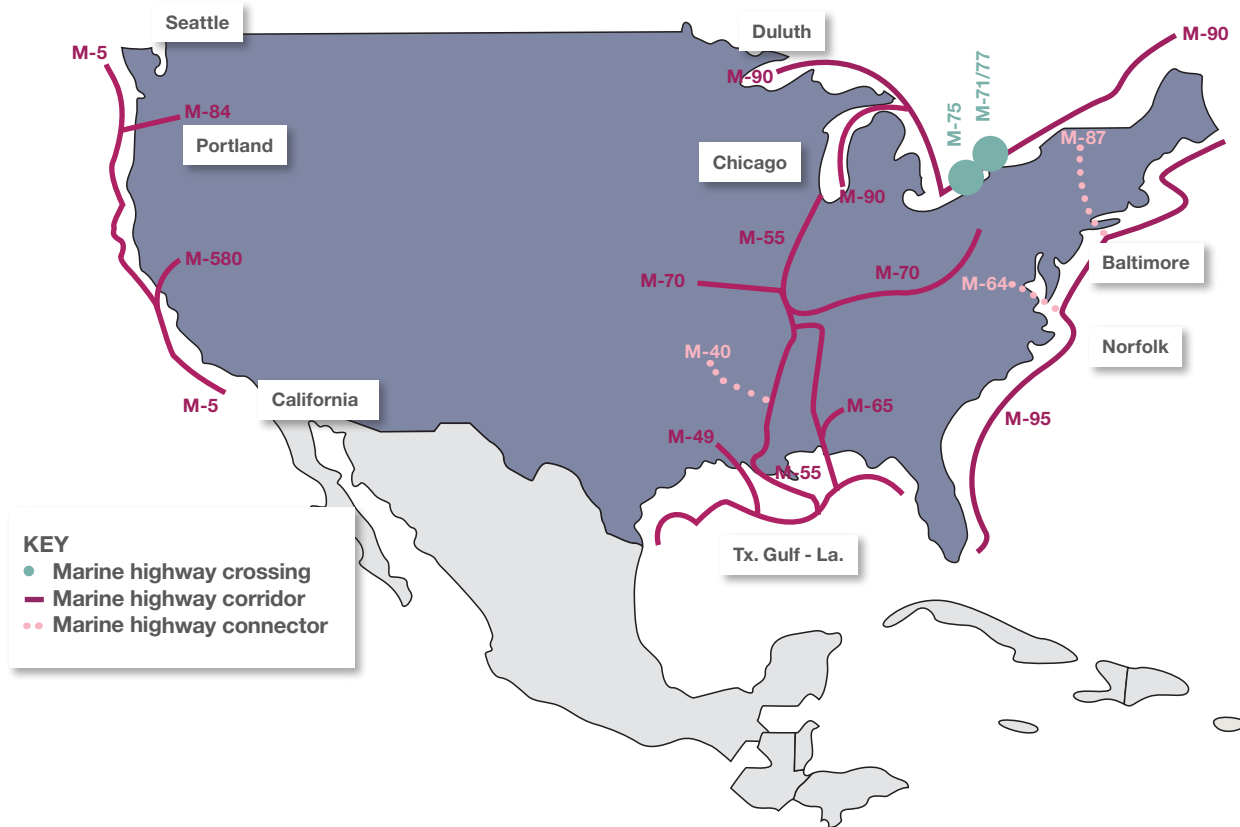 Seattle
Duluth
M-90
M-5
M-90
M-75
M-71/77
M-84
Portland
M-87
Chicago
M-90
M-55
M-580
M-70
M-70
M-64
Baltimore
Norfolk
M-40
M-5
California
M-65
M-95
M-49
M-55
Tx. Gulf - La.
KEY
Marine highway crossing
Marine highway corridor
Marine highway connector